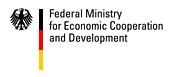 Federal Ministry
for Economic Cooperation
and Development